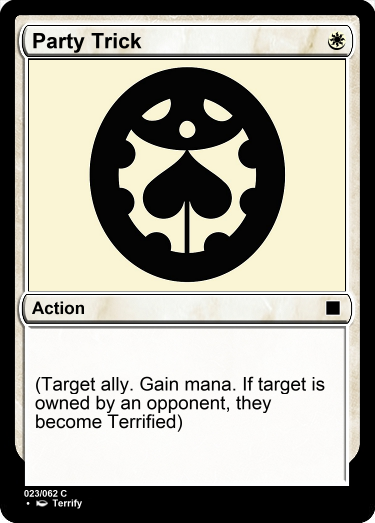 Party Trick
Action
(Target ally. Gain mana. If target is
owned by an opponent, they
become Terrified)
023/062 C
• Terrify